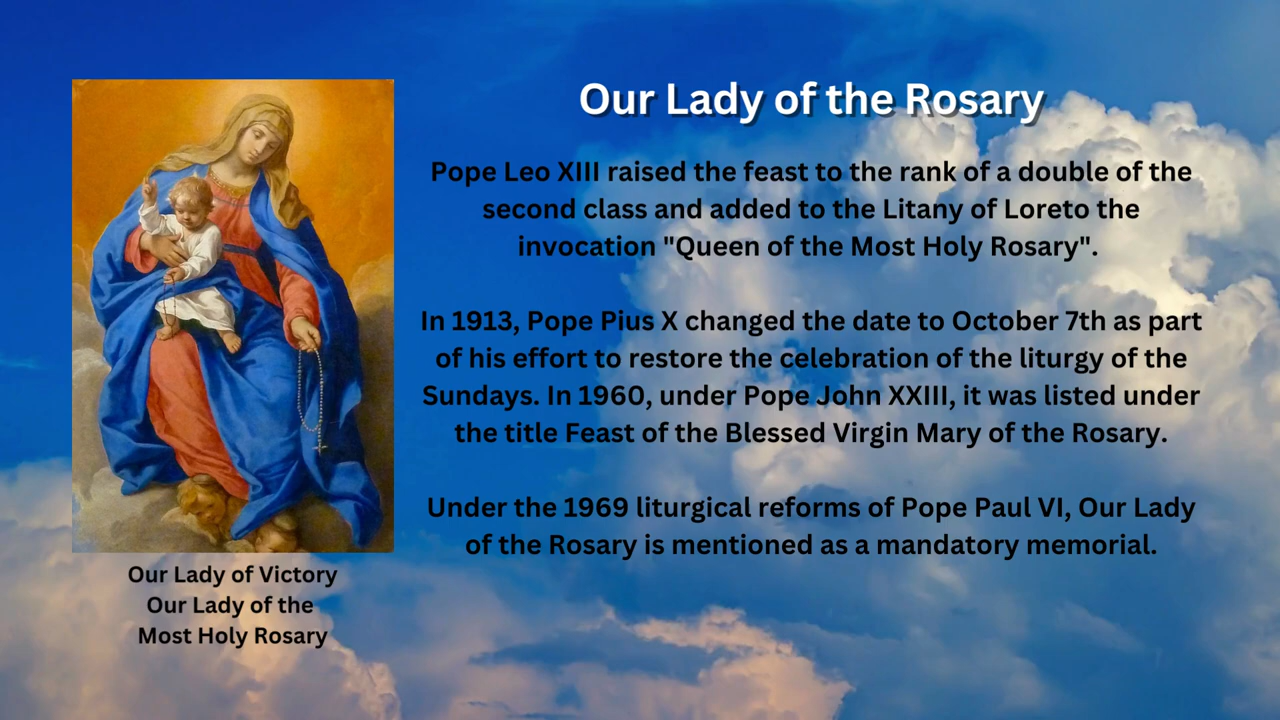 Our Lady of the Rosary
Pope Leo XIII raised the feast to the rank of a double of the
second class and added to the Litany of Loreto the
invocation "Queen of the Most Holy Rosary".
In 1913, Pope Pius X changed the date to October 7th as part
of his effort to restore the celebration of the liturgy of the
Sundays. In 1960, under Pope John XXIII, it was listed under
the title Feast of the Blessed Virgin Mary of the Rosary.
Under the 1969 liturgical reforms of Pope Paul VI, Our Lady
of the Rosary is mentioned as a mandatory memorial.
Our Lady of Victory
Our Lady of the
Most Holy Rosary